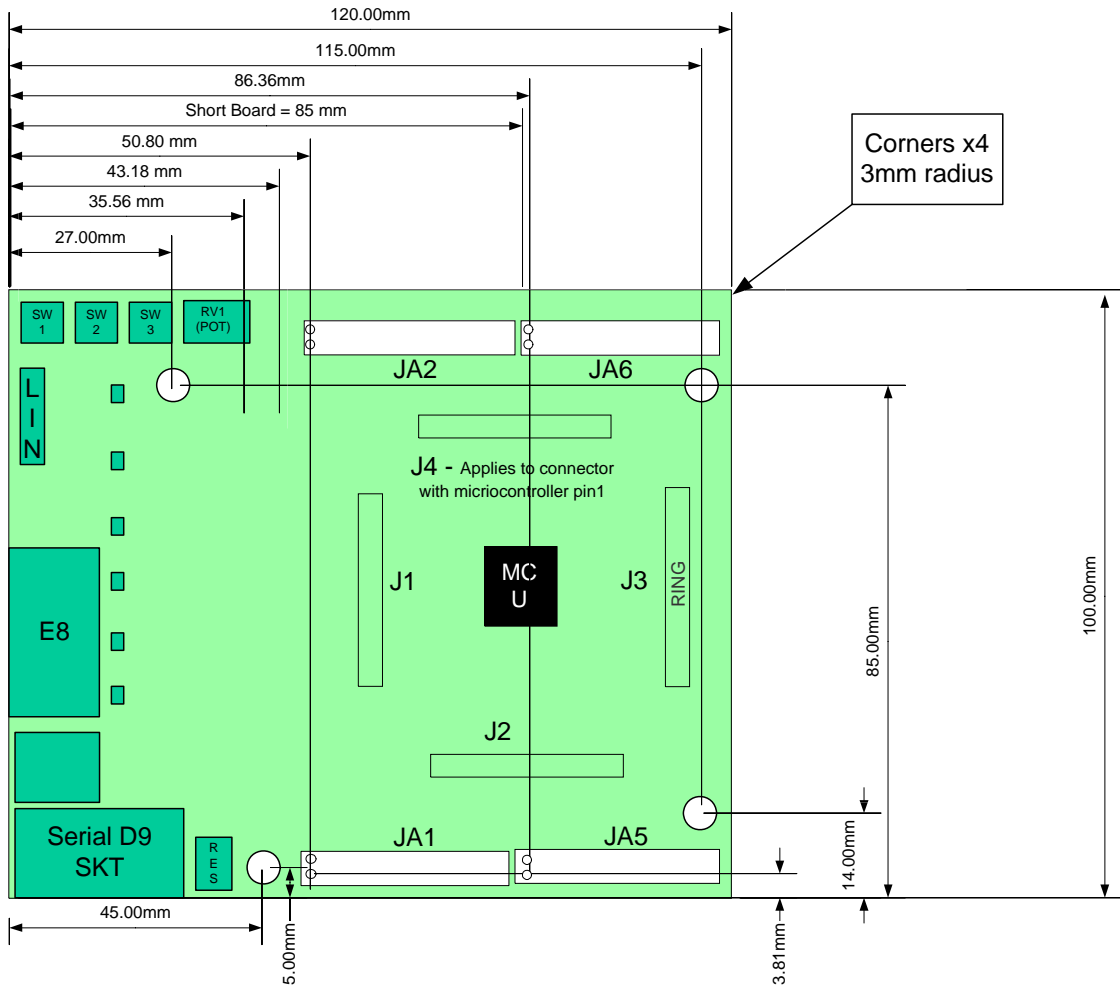 120.00mm
115.00mm
86.36mm
Short Board = 85 mm
50.80 mm
43.18 mm
35.56 mm
27.00mm
Corners x4
3mm radius
SW
1
SW
2
SW
3
RV1
(POT)
JA2
JA6
L
I
N
J4 - Applies to connector
with micriocontroller pin1
J1
MC
U
J3
RING
E8
85.00mm
100.00mm
J2
Serial D9
SKT
R
E
S
JA1
JA5
14.00mm
45.00mm
5.00mm
3.81mm